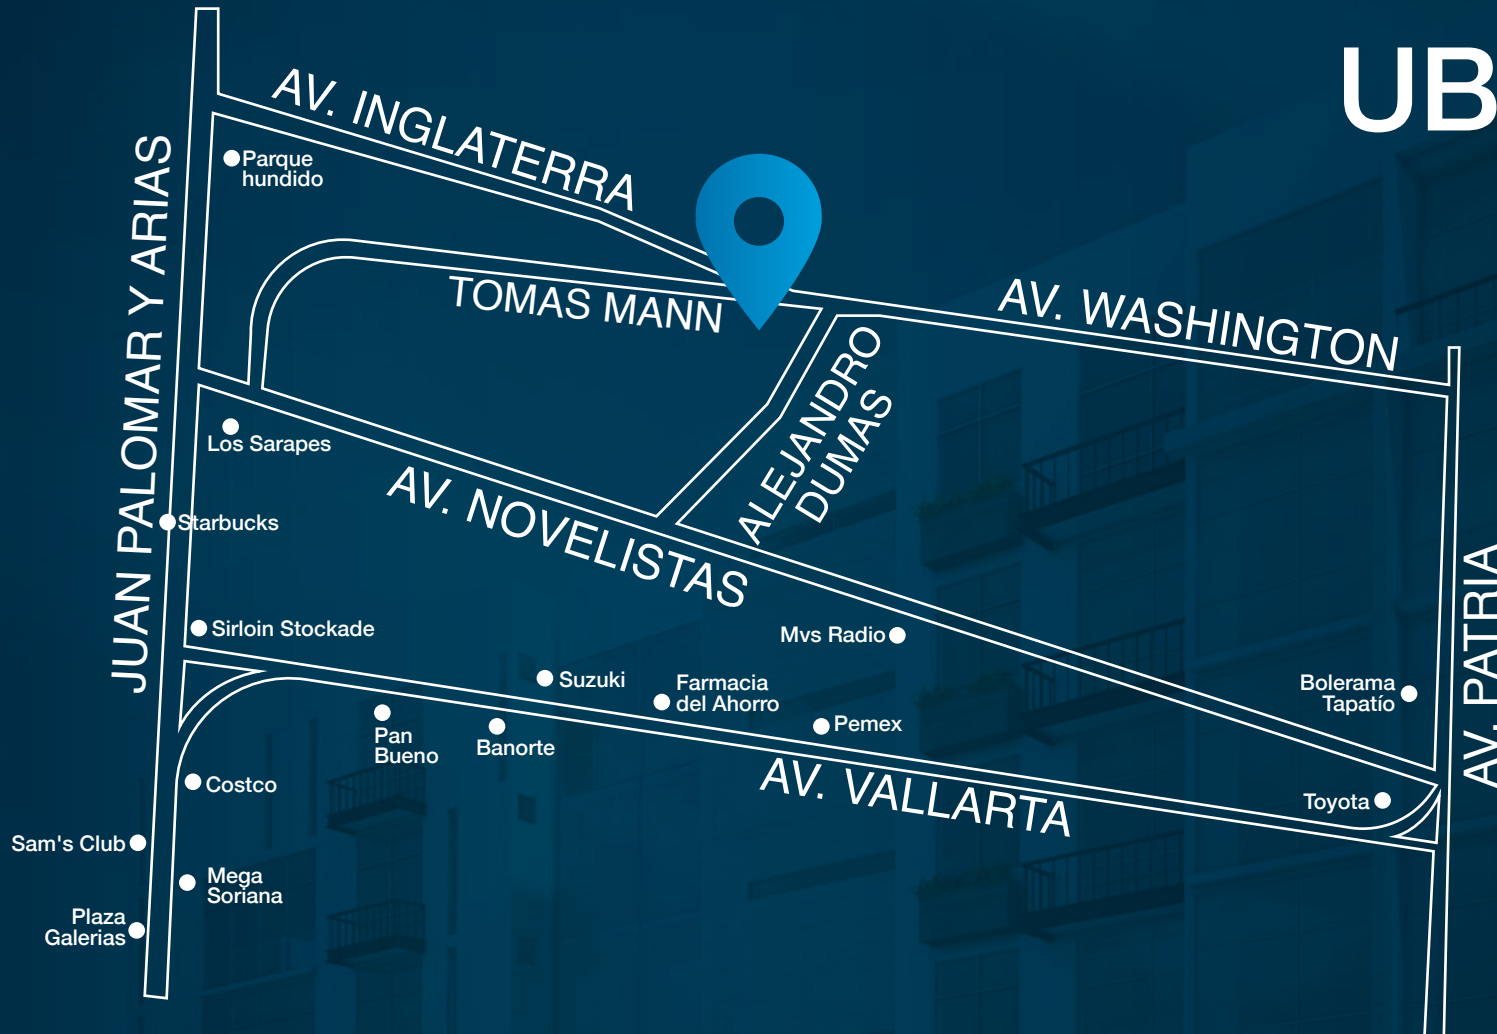 UB
AV. INGLATERRA
Parque
hundido
JUAN PALOMAR Y ARIAS
TOMAS MANN
AV. WASHINGTON
ALEJANDRO
DUMAS
Los Sarapes
AV. NOVELISTAS
Starbucks
Sirloin Stockade
Mvs Radio
AV. PATRIA
Suzuki
Farmacia
del Ahorro
Bolerama
Tapatío
Pan
Bueno
Banorte
Pemex
AV. VALLARTA
Costco
Toyota
Sam's Club
Mega
Soriana
Plaza
Galerias